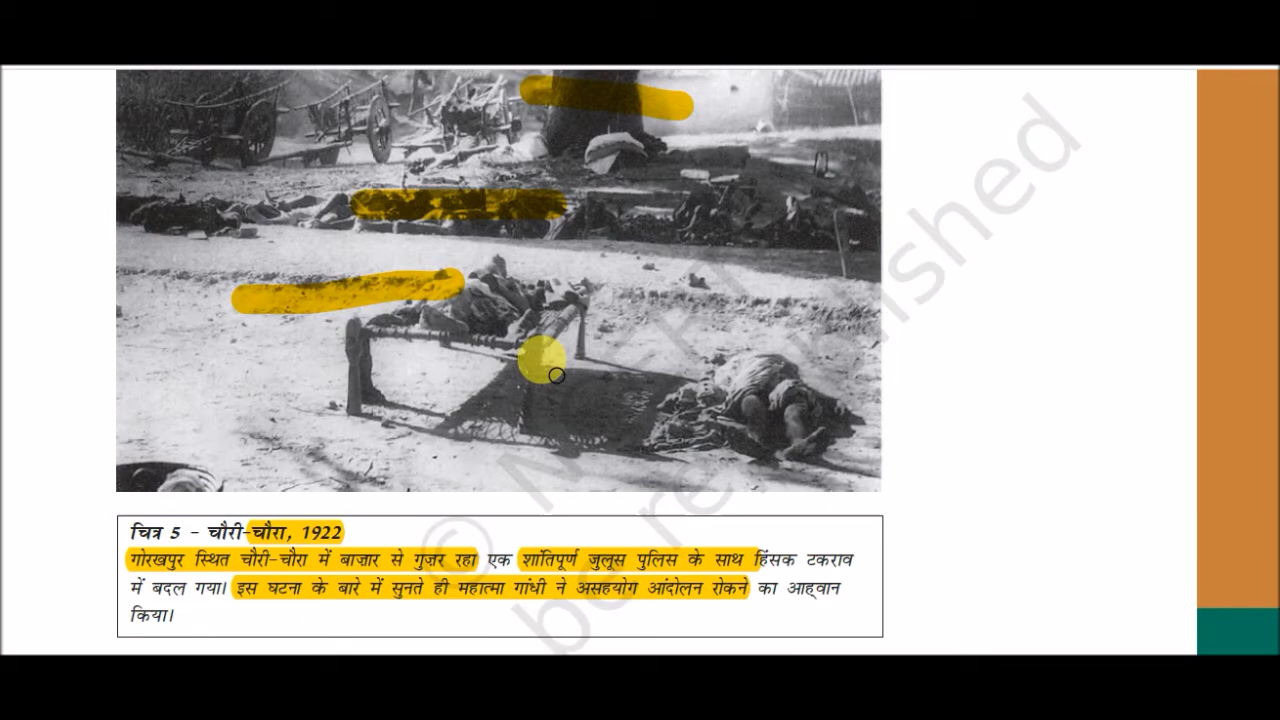 चित्र 5 – चौरी-चौरा, 1922
गोरखपुर स्थित चौरी-चौरा में बाज़ार से गुज़र रहा एक शांतिपूर्ण जुलूस पुलिस के साथ हिंसक टकराव
में बदल गया। इस घटना के बारे में सुनते ही महात्मा गांधी ने असहयोग आंदोलन रोकने का आह्वान
किया।